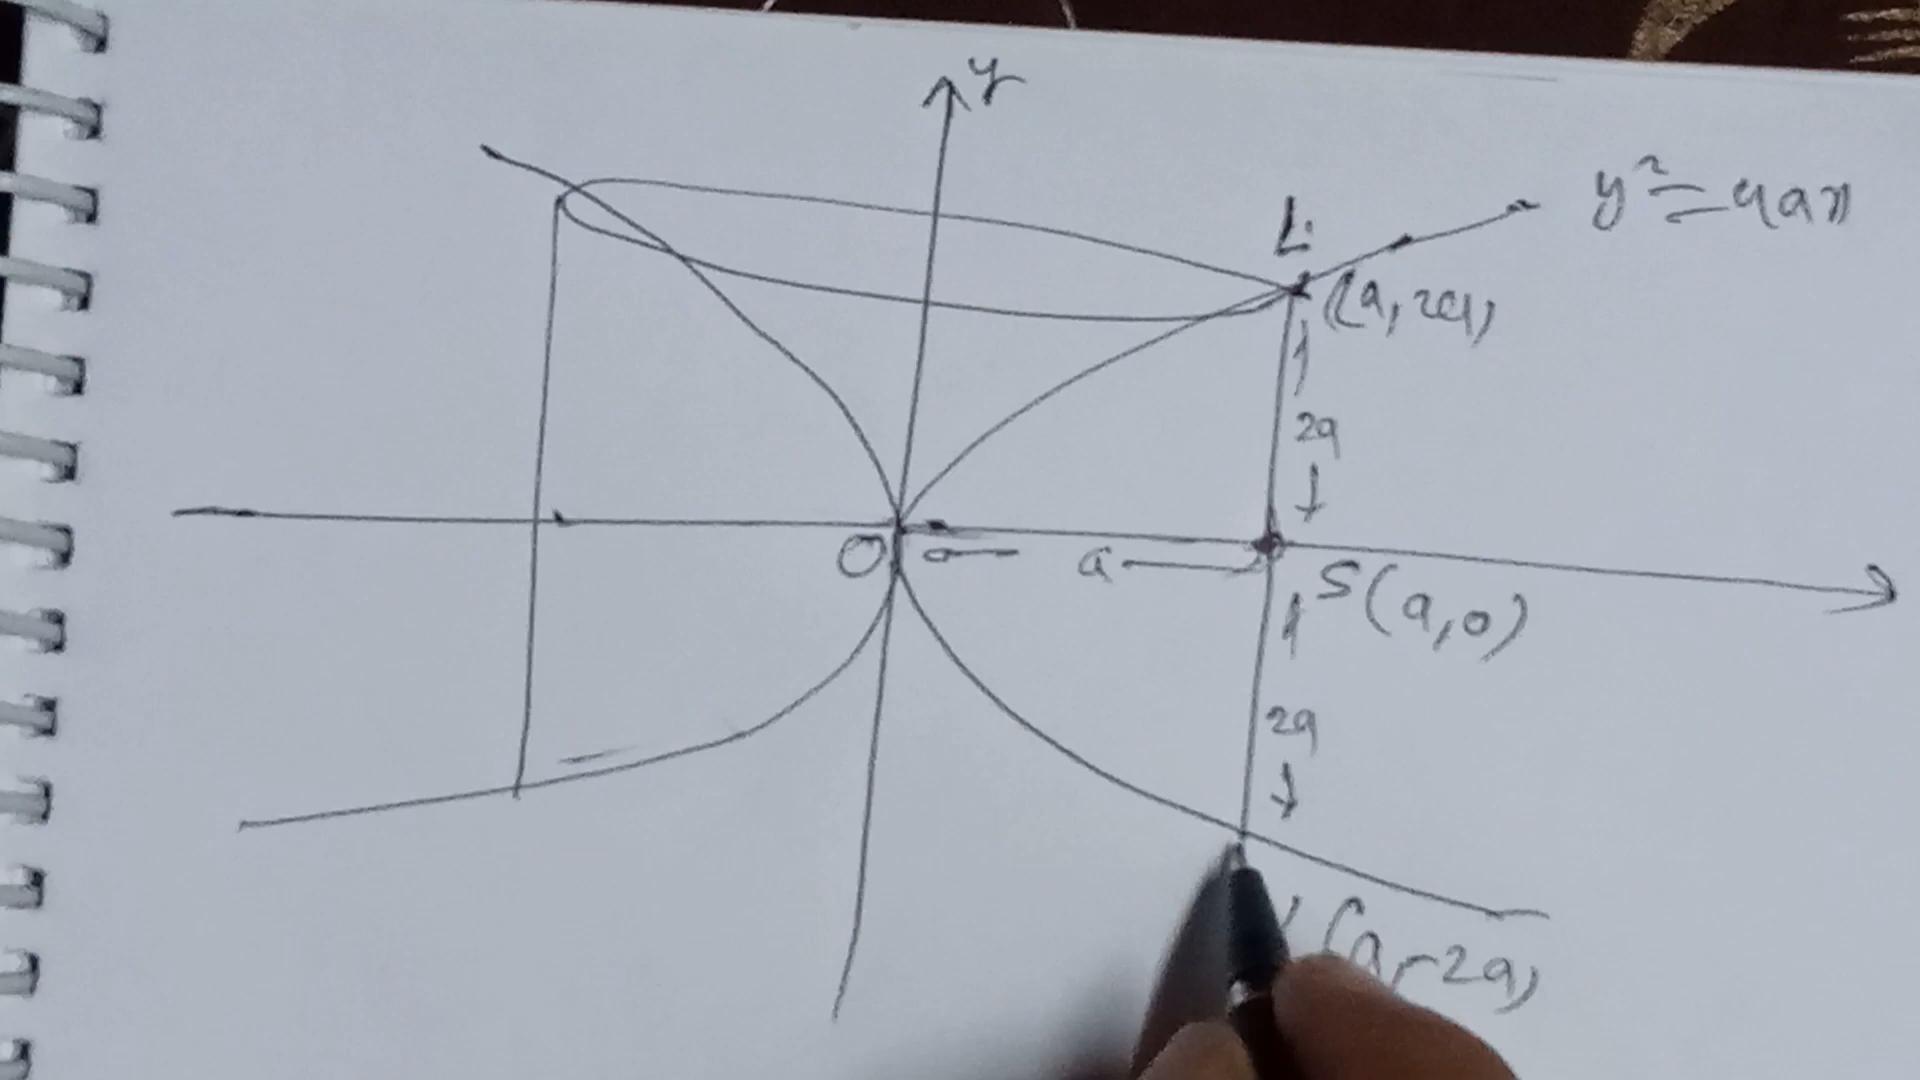 y
L
y² = 4ax
(a, 2a)
2a
O
a
S(a,0)
2a
(a, -2a)